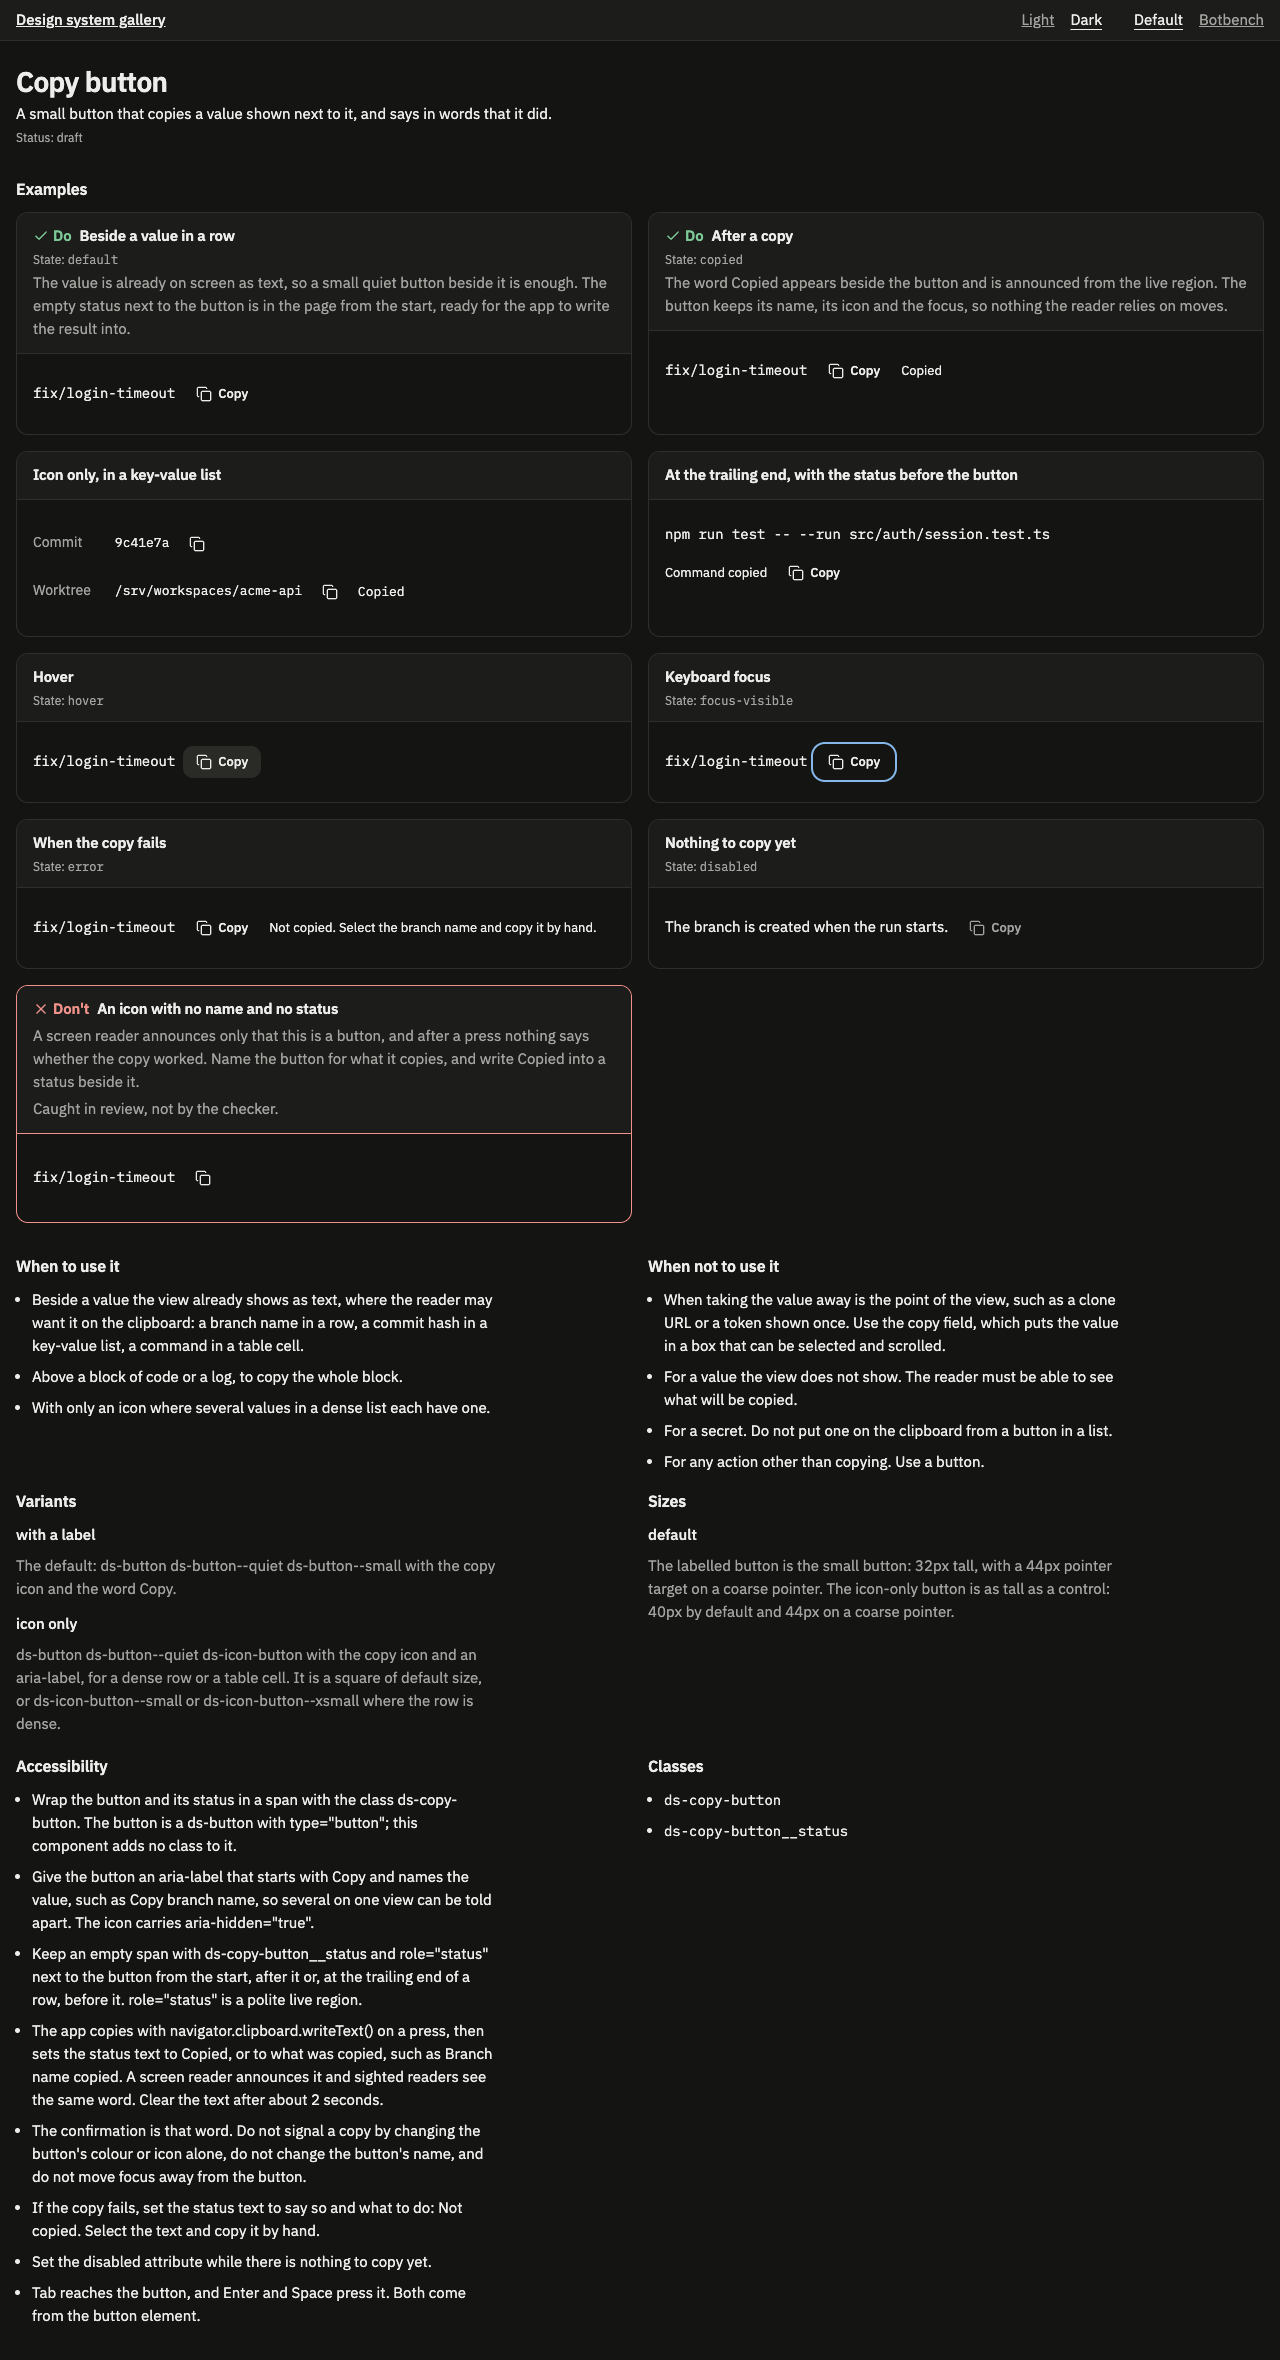 Design system gallery
Light Dark Default Botbench
Copy button
A small button that copies a value shown next to it, and says in words that it did.
Status: draft
Examples
Do Beside a value in a row
State: default
The value is already on screen as text, so a small quiet button beside it is enough. The
empty status next to the button is in the page from the start, ready for the app to write
the result into.
fix/login-timeout Copy
Do After a copy
State: copied
The word Copied appears beside the button and is announced from the live region. The
button keeps its name, its icon and the focus, so nothing the reader relies on moves.
fix/login-timeout Copy Copied
Icon only, in a key-value list
Commit 9c41e7a
Worktree /srv/workspaces/acme-api Copied
At the trailing end, with the status before the button
npm run test -- --run src/auth/session.test.ts
Command copied Copy
Hover
State: hover
fix/login-timeout Copy
Keyboard focus
State: focus-visible
fix/login-timeout Copy
When the copy fails
State: error
fix/login-timeout Copy Not copied. Select the branch name and copy it by hand.
Nothing to copy yet
State: disabled
The branch is created when the run starts. Copy
Don't An icon with no name and no status
A screen reader announces only that this is a button, and after a press nothing says
whether the copy worked. Name the button for what it copies, and write Copied into a
status beside it.
Caught in review, not by the checker.
fix/login-timeout
When to use it
• Beside a value the view already shows as text, where the reader may
want it on the clipboard: a branch name in a row, a commit hash in a
key-value list, a command in a table cell.
• Above a block of code or a log, to copy the whole block.
• With only an icon where several values in a dense list each have one.
When not to use it
• When taking the value away is the point of the view, such as a clone
URL or a token shown once. Use the copy field, which puts the value
in a box that can be selected and scrolled.
• For a value the view does not show. The reader must be able to see
what will be copied.
• For a secret. Do not put one on the clipboard from a button in a list.
• For any action other than copying. Use a button.
Variants
with a label
The default: ds-button ds-button--quiet ds-button--small with the copy
icon and the word Copy.
icon only
ds-button ds-button--quiet ds-icon-button with the copy icon and an
aria-label, for a dense row or a table cell. It is a square of default size,
or ds-icon-button--small or ds-icon-button--xsmall where the row is
dense.
Sizes
default
The labelled button is the small button: 32px tall, with a 44px pointer
target on a coarse pointer. The icon-only button is as tall as a control:
40px by default and 44px on a coarse pointer.
Accessibility
• Wrap the button and its status in a span with the class ds-copy-
button. The button is a ds-button with type="button"; this
component adds no class to it.
• Give the button an aria-label that starts with Copy and names the
value, such as Copy branch name, so several on one view can be told
apart. The icon carries aria-hidden="true".
• Keep an empty span with ds-copy-button__status and role="status"
next to the button from the start, after it or, at the trailing end of a
row, before it. role="status" is a polite live region.
• The app copies with navigator.clipboard.writeText() on a press, then
sets the status text to Copied, or to what was copied, such as Branch
name copied. A screen reader announces it and sighted readers see
the same word. Clear the text after about 2 seconds.
• The confirmation is that word. Do not signal a copy by changing the
button's colour or icon alone, do not change the button's name, and
do not move focus away from the button.
• If the copy fails, set the status text to say so and what to do: Not
copied. Select the text and copy it by hand.
• Set the disabled attribute while there is nothing to copy yet.
• Tab reaches the button, and Enter and Space press it. Both come
from the button element.
Classes
• ds-copy-button
• ds-copy-button__status